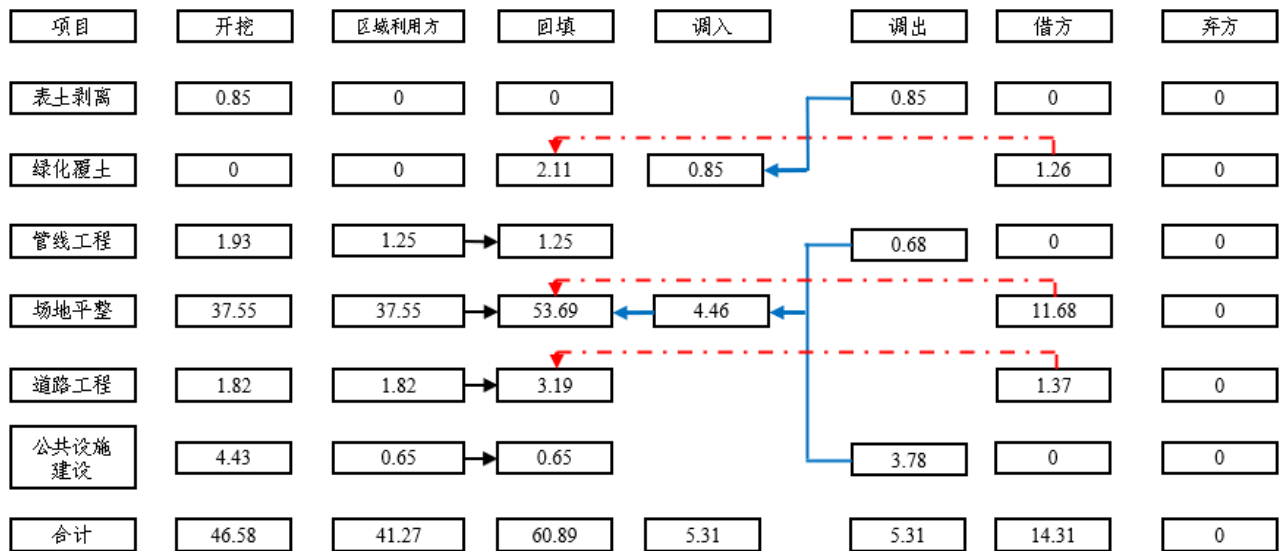 项目 开挖 区域利用方 回填 调入 调出 借方 弃方
表土剥离 0.85 0 0 0.85 0 0
绿化覆土 0 0 2.11 0.85 1.26 0
管线工程 1.93 1.25 1.25 0.68 0 0
场地平整 37.55 37.55 53.69 4.46 11.68 0
道路工程 1.82 1.82 3.19 1.37 0
公共设施
建设 4.43 0.65 0.65 3.78 0 0
合计 46.58 41.27 60.89 5.31 5.31 14.31 0